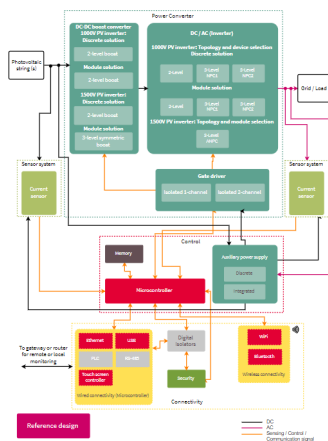 Power Converter
DC-DC boost converter
1000V PV inverter:
Discrete solution
2-level boost
Module solution
2-level boost
1500V PV inverter:
Discrete solution
2-level boost
Module solution
3-level symmetric
boost
DC / AC (Inverter)
1000V PV inverter: Topology and device selection
Discrete solution
2-Level
3-Level
NPC1
3-Level
NPC2
Module solution
2-Level
3-Level
NPC1
3-Level
NPC2
1500V PV inverter: Topology and module selection
3-Level
ANPC
Photovoltaic
string (s)
Grid / Load
Gate driver
Isolated 1-channel
Isolated 2-channel
Sensor system
Current
sensor
Sensor system
Current
sensor
Control
Memory
Microcontroller
Auxiliary power supply
Discrete
Integrated
To gateway or router
for remote or local
monitoring
Ethernet
USB
PLC
RS-485
Touch screen
controller
Wired connectivity (Microcontroller)
Digital
isolators
Security
WiFi
Bluetooth
Wireless connectivity
Connectivity
Reference design
DC
AC
Sensing / Control /
Communication signal